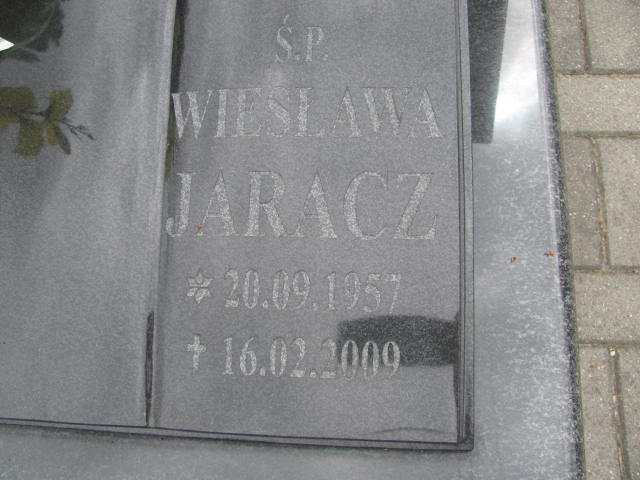 Ś.P.
WIESŁAWA
JARACZ
* 20.09.1957
✝ 16.02.2009